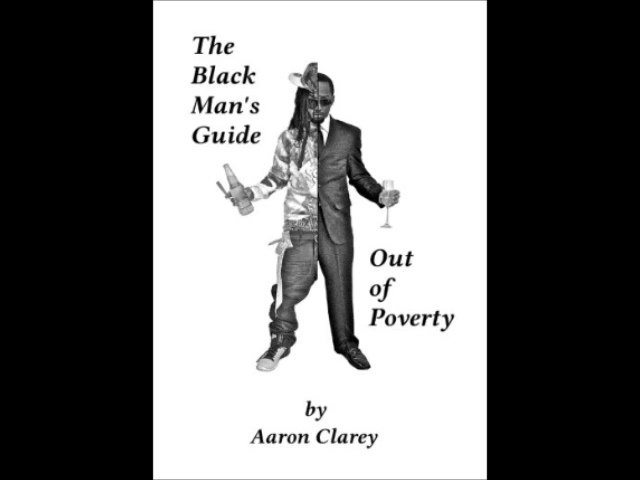 The
Black
Man's
Guide
Out
of
Poverty
by
Aaron Clarey